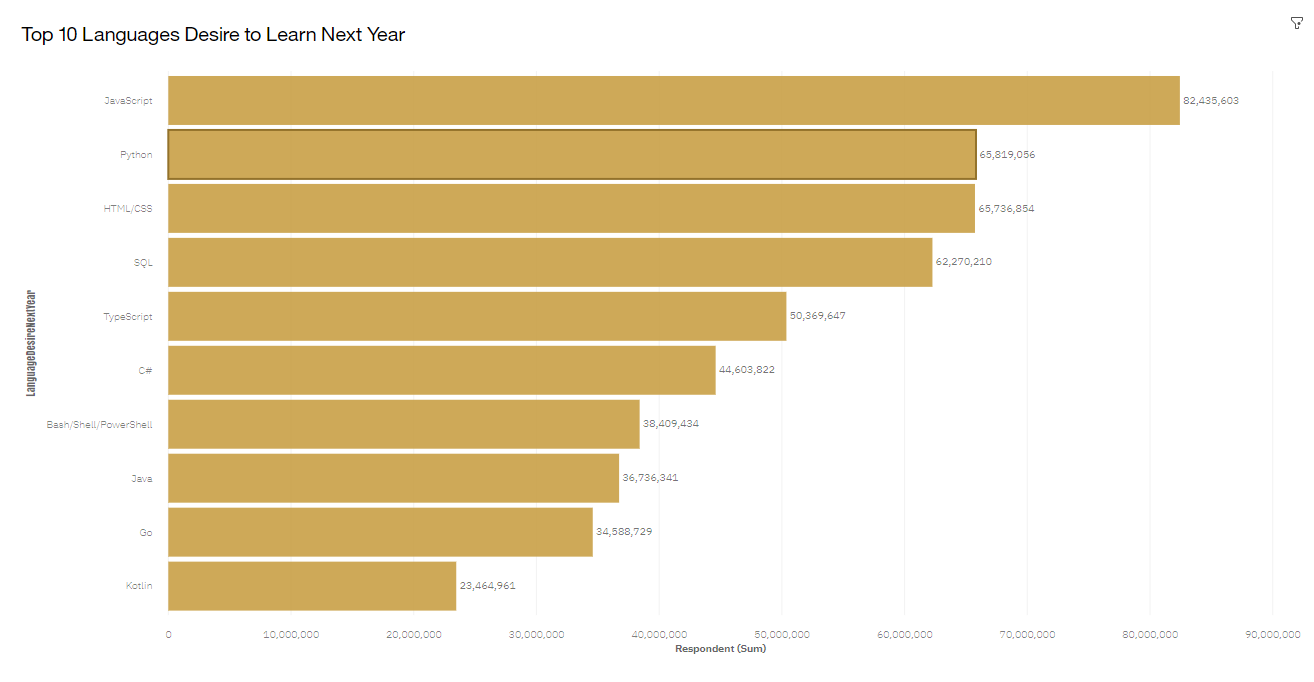 Top 10 Languages Desire to Learn Next Year
LanguageDesireNextYear
JavaScript 82,435,603
Python 65,819,056
HTML/CSS 65,736,854
SQL 62,270,210
TypeScript 50,369,647
C# 44,603,822
Bash/Shell/PowerShell 38,409,434
Java 36,736,341
Go 34,588,729
Kotlin 23,464,961
0 10,000,000 20,000,000 30,000,000 40,000,000 50,000,000 60,000,000 70,000,000 80,000,000 90,000,000
Respondent (Sum)